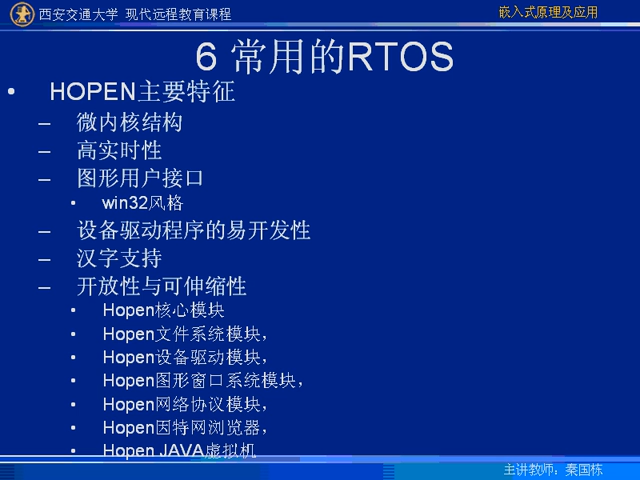 西安交通大学 现代远程教育课程
嵌入式原理及应用
6 常用的RTOS
• HOPEN主要特征
– 微内核结构
– 高实时性
– 图形用户接口
• win32风格
– 设备驱动程序的易开发性
– 汉字支持
– 开放性与可伸缩性
• Hopen核心模块
• Hopen文件系统模块，
• Hopen设备驱动模块，
• Hopen图形窗口系统模块，
• Hopen网络协议模块，
• Hopen因特网浏览器，
• Hopen JAVA虚拟机
主讲教师：秦国栋